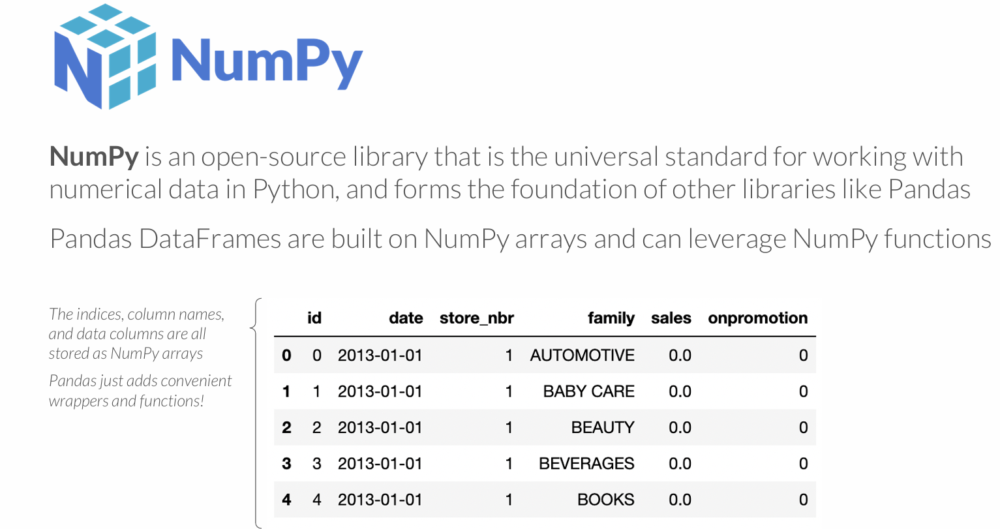 NumPy
NumPy is an open-source library that is the universal standard for working with
numerical data in Python, and forms the foundation of other libraries like Pandas
Pandas DataFrames are built on NumPy arrays and can leverage NumPy functions
The indices, column names,
and data columns are all
stored as NumPy arrays
Pandas just adds convenient
wrappers and functions!
id date store_nbr family sales onpromotion
0 0 2013-01-01 1 AUTOMOTIVE 0.0 0
1 1 2013-01-01 1 BABY CARE 0.0 0
2 2 2013-01-01 1 BEAUTY 0.0 0
3 3 2013-01-01 1 BEVERAGES 0.0 0
4 4 2013-01-01 1 BOOKS 0.0 0